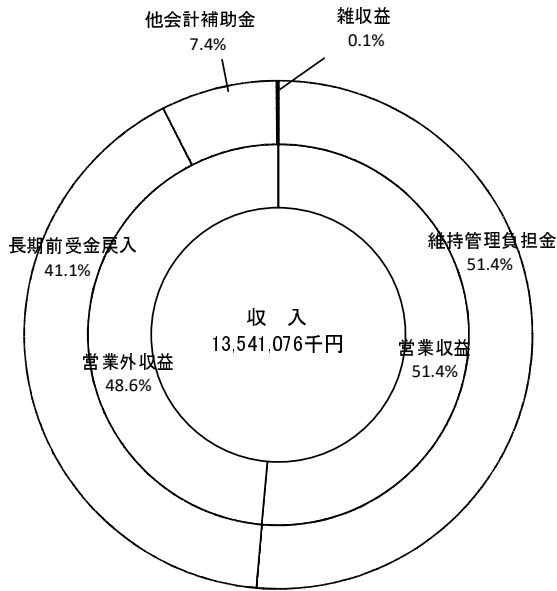 他会計補助金
7.4%
雑収益
0.1%
長期前受金戻入
41.1%
維持管理負担金
51.4%
収　入
13,541,076千円
営業外収益
48.6%
営業収益
51.4%